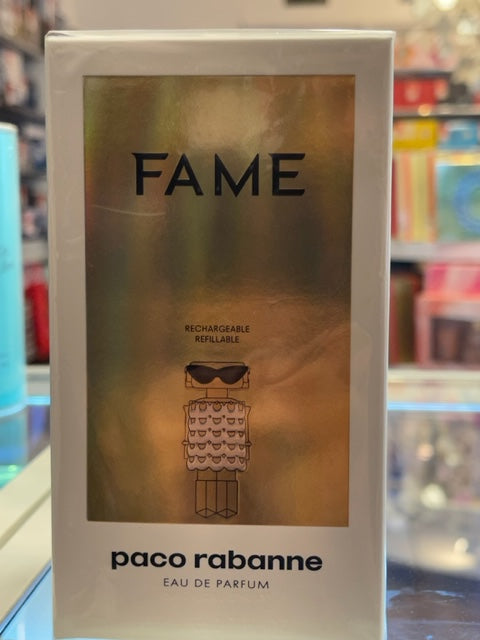 FAME
RECHARGEABLE
REFILLABLE
paco rabanne
EAU DE PARFUM